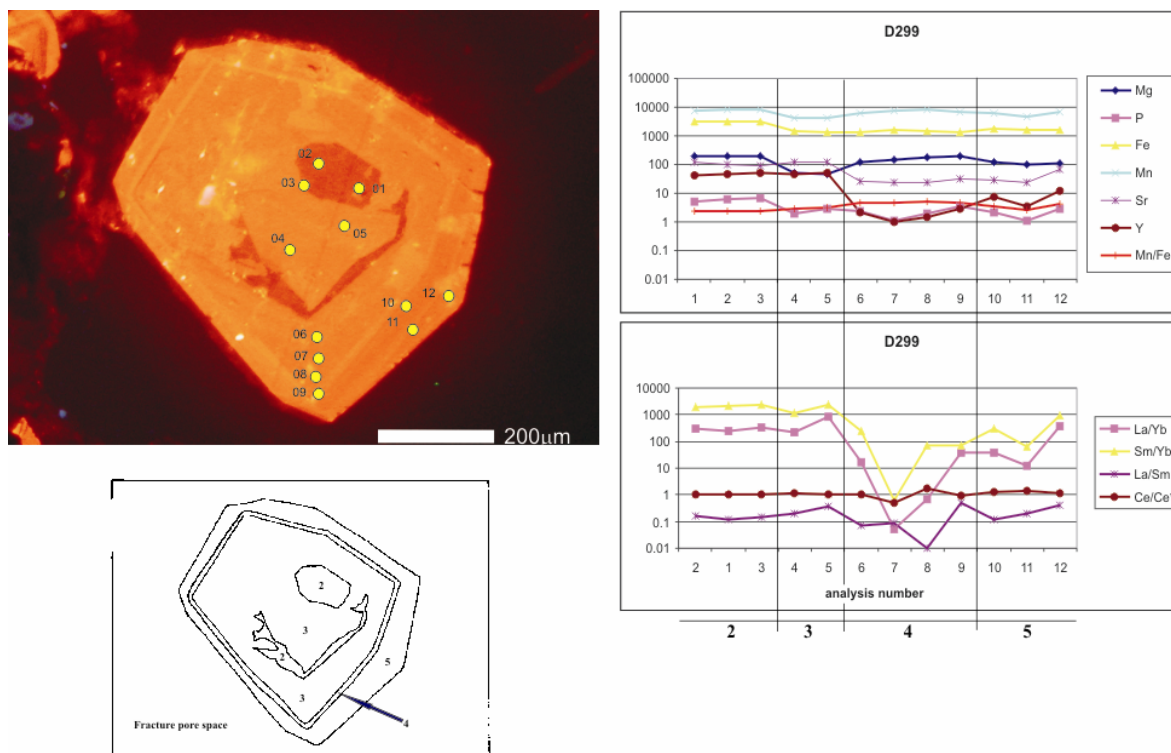 02
03
01
05
04
12
10
11
06
07
08
09
200μm
D299
100000
10000
1000
100
10
1
0.1
0.01
1 2 3 4 5 6 7 8 9 10 11 12
Mg
P
Fe
Mn
Sr
Y
Mn/Fe
D299
10000
1000
100
10
1
0.1
0.01
2 1 3 4 5 6 7 8 9 10 11 12
analysis number
La/Yb
Sm/Yb
La/Sm
Ce/Ce*
2 3 4 5
2
3
2
5
3
4
Fracture pore space